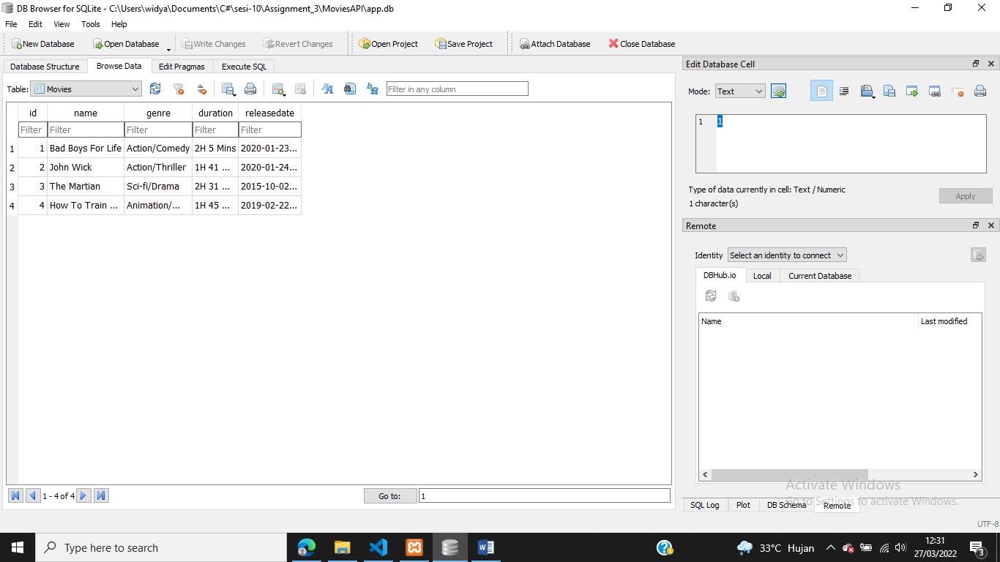 DB Browser for SQLite - C:\Users\widya\Documents\C#\sesi-10\Assignment_3\MoviesAPI\app.db
File Edit View Tools Help
New Database Open Database Write Changes Revert Changes Open Project Save Project Attach Database Close Database
Database Structure Browse Data Edit Pragmas Execute SQL
Table: Movies Filter in any column
id name genre duration releasedate
Filter Filter Filter Filter Filter
1 1 Bad Boys For Life Action/Comedy 2H 5 Mins 2020-01-23...
2 2 John Wick Action/Thriller 1H 41 ... 2020-01-24...
3 3 The Martian Sci-fi/Drama 2H 31 ... 2015-10-02...
4 4 How To Train ... Animation/... 1H 45 ... 2019-02-22...
1 - 4 of 4 Go to: 1
Edit Database Cell
Mode: Text
1 1
Type of data currently in cell: Text / Numeric
1 character(s)
Apply
Remote
Identity Select an identity to connect
DBHub.io Local Current Database
Name Last modified
Activate Windows
Go to Settings to activate Windows.
SQL Log Plot DB Schema Remote
UTF-8
Type here to search
33°C Hujan
12:31
27/03/2022
3